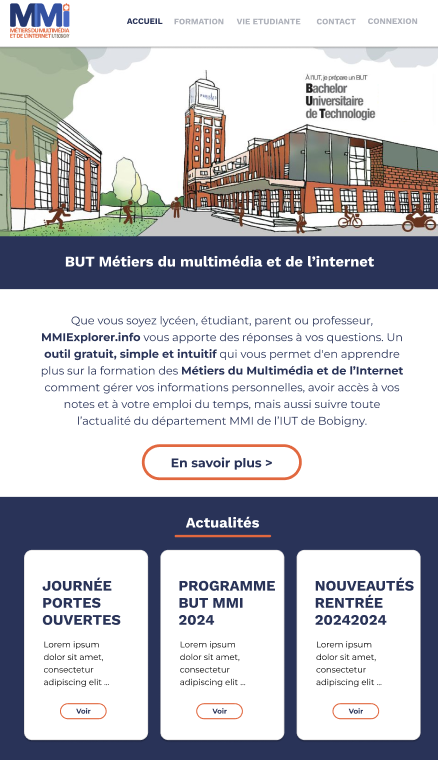 MMi
MÉTIERS DU MULTIMÉDIA
ET DE L'INTERNET
ACCUEIL FORMATION VIE ETUDIANTE CONTACT CONNEXION
À l'IUT, je prépare un BUT
Bachelor
Universitaire
de Technologie
BUT Métiers du multimédia et de l'internet
Que vous soyez lycéen, étudiant, parent ou professeur,
MMIExplorer.info vous apporte des réponses à vos questions. Un
outil gratuit, simple et intuitif qui vous permet d'en apprendre
plus sur la formation des Métiers du Multimédia et de l'Internet
comment gérer vos informations personnelles, avoir accès à vos
notes et à votre emploi du temps, mais aussi suivre toute
l'actualité du département MMI de l'IUT de Bobigny.
En savoir plus >
Actualités
JOURNÉE
PORTES
OUVERTES
Lorem ipsum
dolor sit amet,
consectetur
adipiscing elit ...
Voir
PROGRAMME
BUT MMI
2024
Lorem ipsum
dolor sit amet,
consectetur
adipiscing elit ...
Voir
NOUVEAUTÉS
RENTRÉE
20242024
Lorem ipsum
dolor sit amet,
consectetur
adipiscing elit ...
Voir